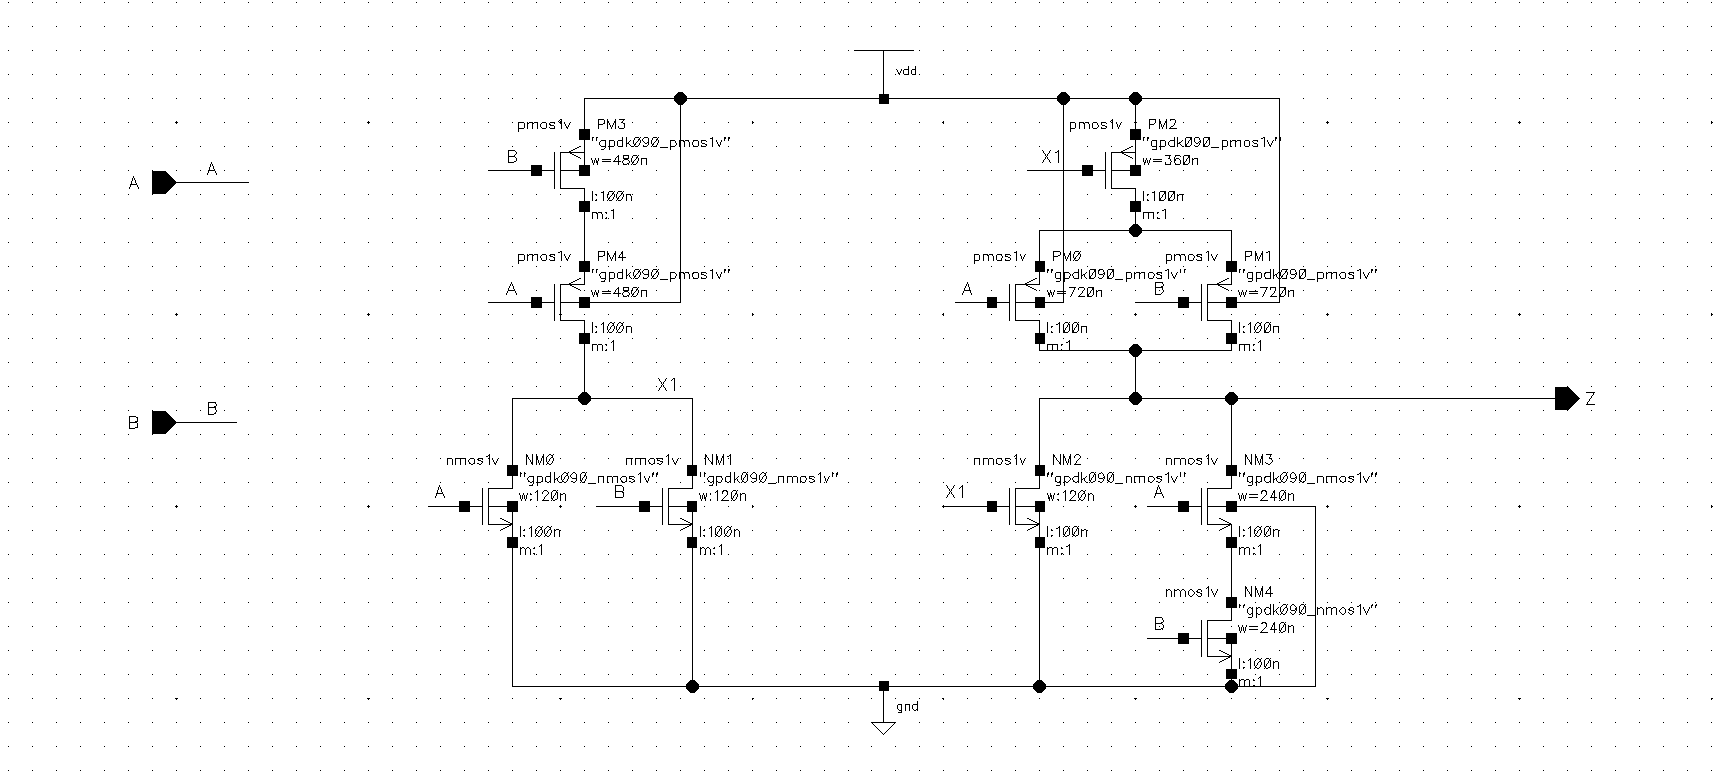 vdd
pmos1v PM3
"gpdk090_pmos1v"
B
w=480n
l:100n
m:1
pmos1v PM2
"gpdk090_pmos1v"
X1
w=360n
l:100n
m:1
A
A
pmos1v PM4
"gpdk090_pmos1v"
A
w=480n
l:100n
m:1
pmos1v PM0
"gpdk090_pmos1v"
A
w=720n
l:100n
m:1
pmos1v PM1
"gpdk090_pmos1v"
B
w=720n
l:100n
m:1
X1
Z
B
B
nmos1v NM0
"gpdk090_nmos1v"
A
w:120n
l:100n
m:1
nmos1v NM1
"gpdk090_nmos1v"
B
w:120n
l:100n
m:1
nmos1v NM2
"gpdk090_nmos1v"
X1
w:120n
l:100n
m:1
nmos1v NM3
"gpdk090_nmos1v"
A
w=240n
l:100n
m:1
nmos1v NM4
"gpdk090_nmos1v"
B
w=240n
l:100n
m:1
gnd